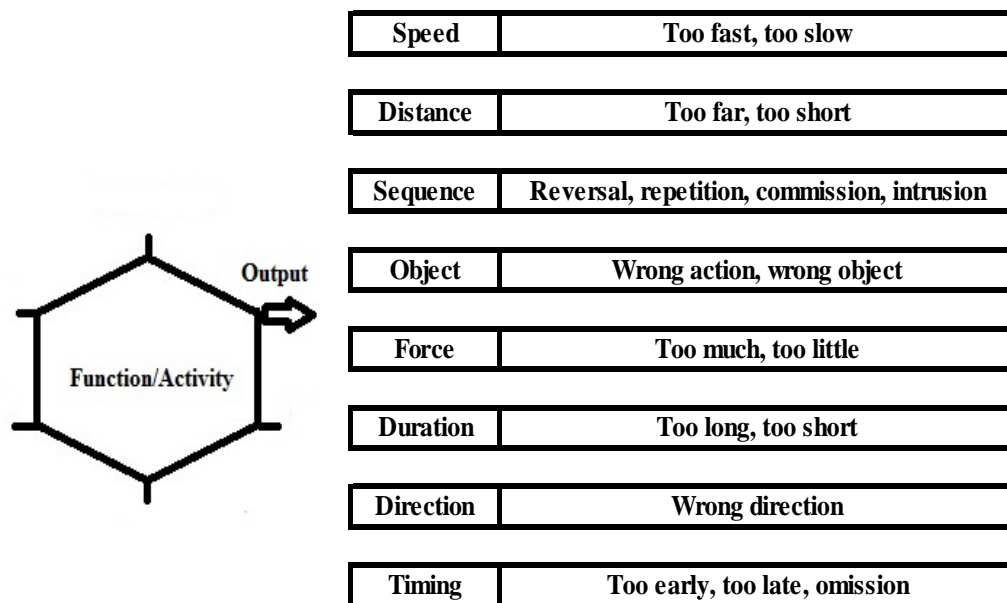 Speed Too fast, too slow
Distance Too far, too short
Sequence Reversal, repetition, commission, intrusion
Output
Object Wrong action, wrong object
Function/Activity
Force Too much, too little
Duration Too long, too short
Direction Wrong direction
Timing Too early, too late, omission